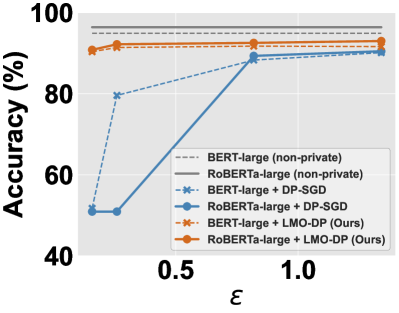 100
80
60
40
Accuracy (%)
BERT-large (non-private)
RoBERTa-large (non-private)
BERT-large + DP-SGD
RoBERTa-large + DP-SGD
BERT-large + LMO-DP (Ours)
RoBERTa-large + LMO-DP (Ours)
0.5 1.0
ε